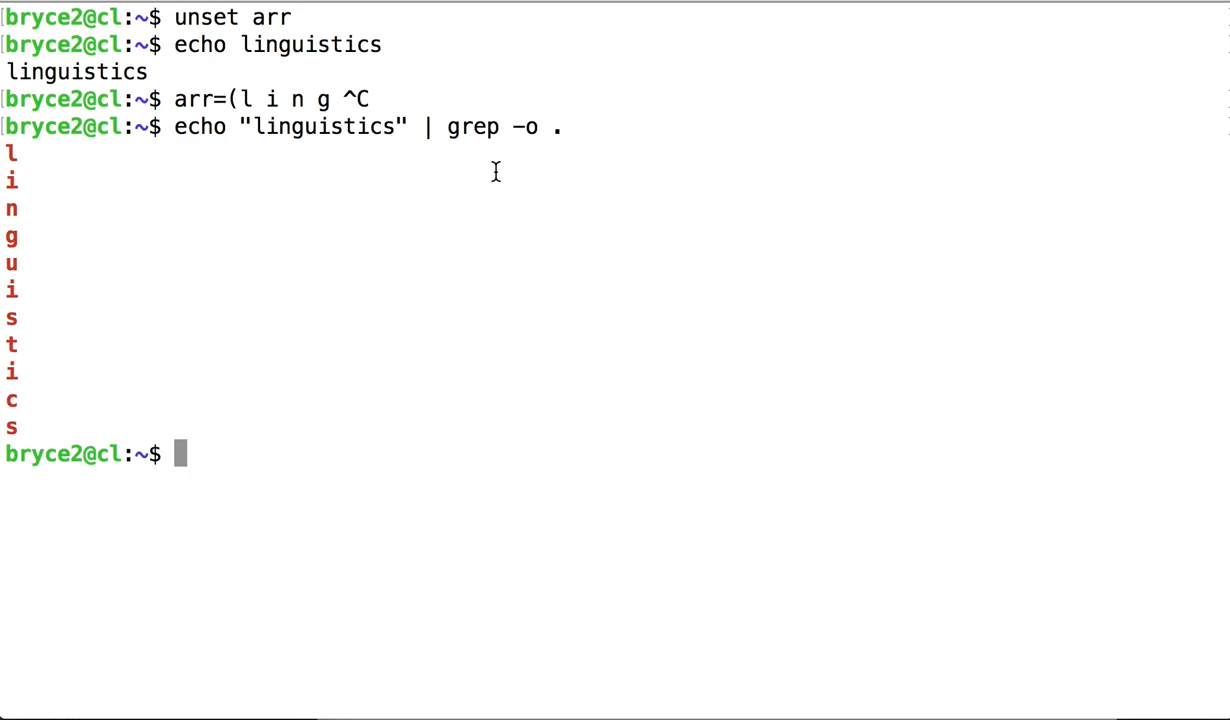 bryce2@cl:~$ unset arr
bryce2@cl:~$ echo linguistics
linguistics
bryce2@cl:~$ arr=(l i n g ^C
bryce2@cl:~$ echo "linguistics" | grep -o .
l
i
n
g
u
i
s
t
i
c
s
bryce2@cl:~$